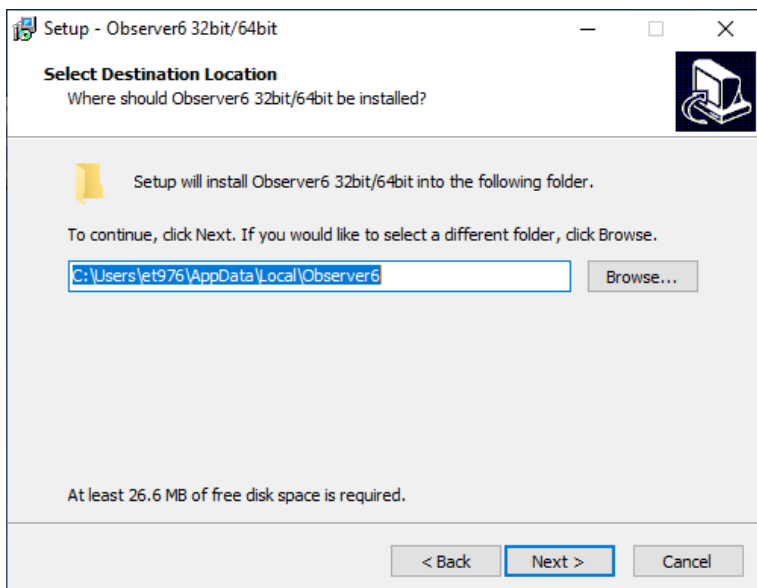 Setup - Observer6 32bit/64bit
Select Destination Location
Where should Observer6 32bit/64bit be installed?
Setup will install Observer6 32bit/64bit into the following folder.
To continue, click Next. If you would like to select a different folder, click Browse.
C:\Users\et976\AppData\Local\Observer6
Browse...
At least 26.6 MB of free disk space is required.
< Back
Next >
Cancel